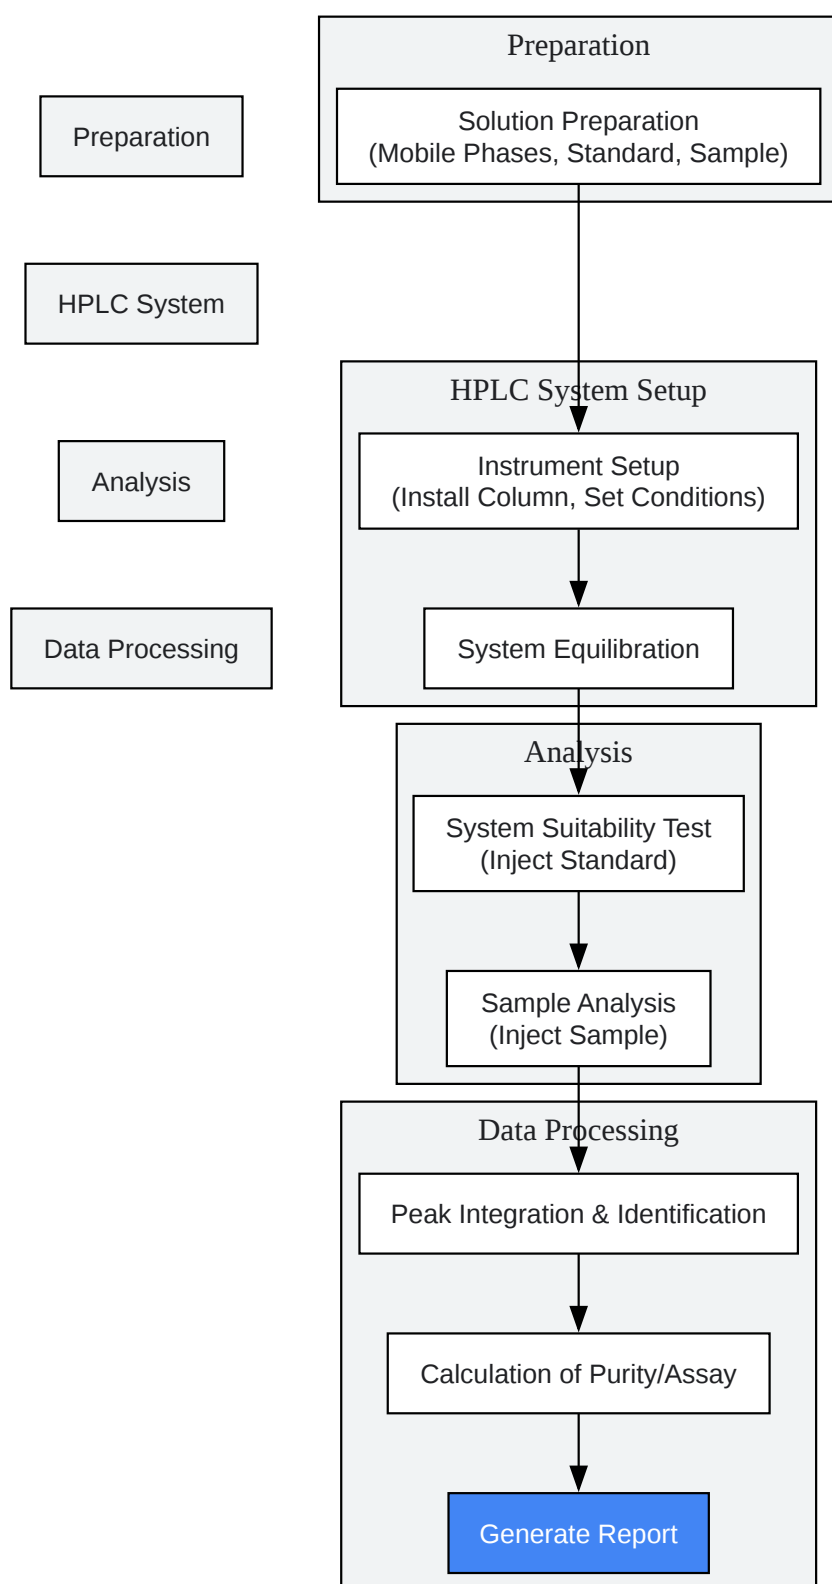 Preparation
HPLC System
Analysis
Data Processing
Preparation
Solution Preparation
(Mobile Phases, Standard, Sample)
HPLC System Setup
Instrument Setup
(Install Column, Set Conditions)
System Equilibration
Analysis
System Suitability Test
(Inject Standard)
Sample Analysis
(Inject Sample)
Data Processing
Peak Integration & Identification
Calculation of Purity/Assay
Generate Report